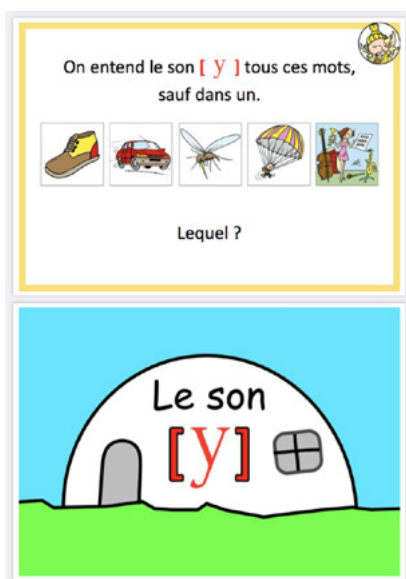 On entend le son [ y ] tous ces mots,
sauf dans un.
Lequel ?
Le son
[y]